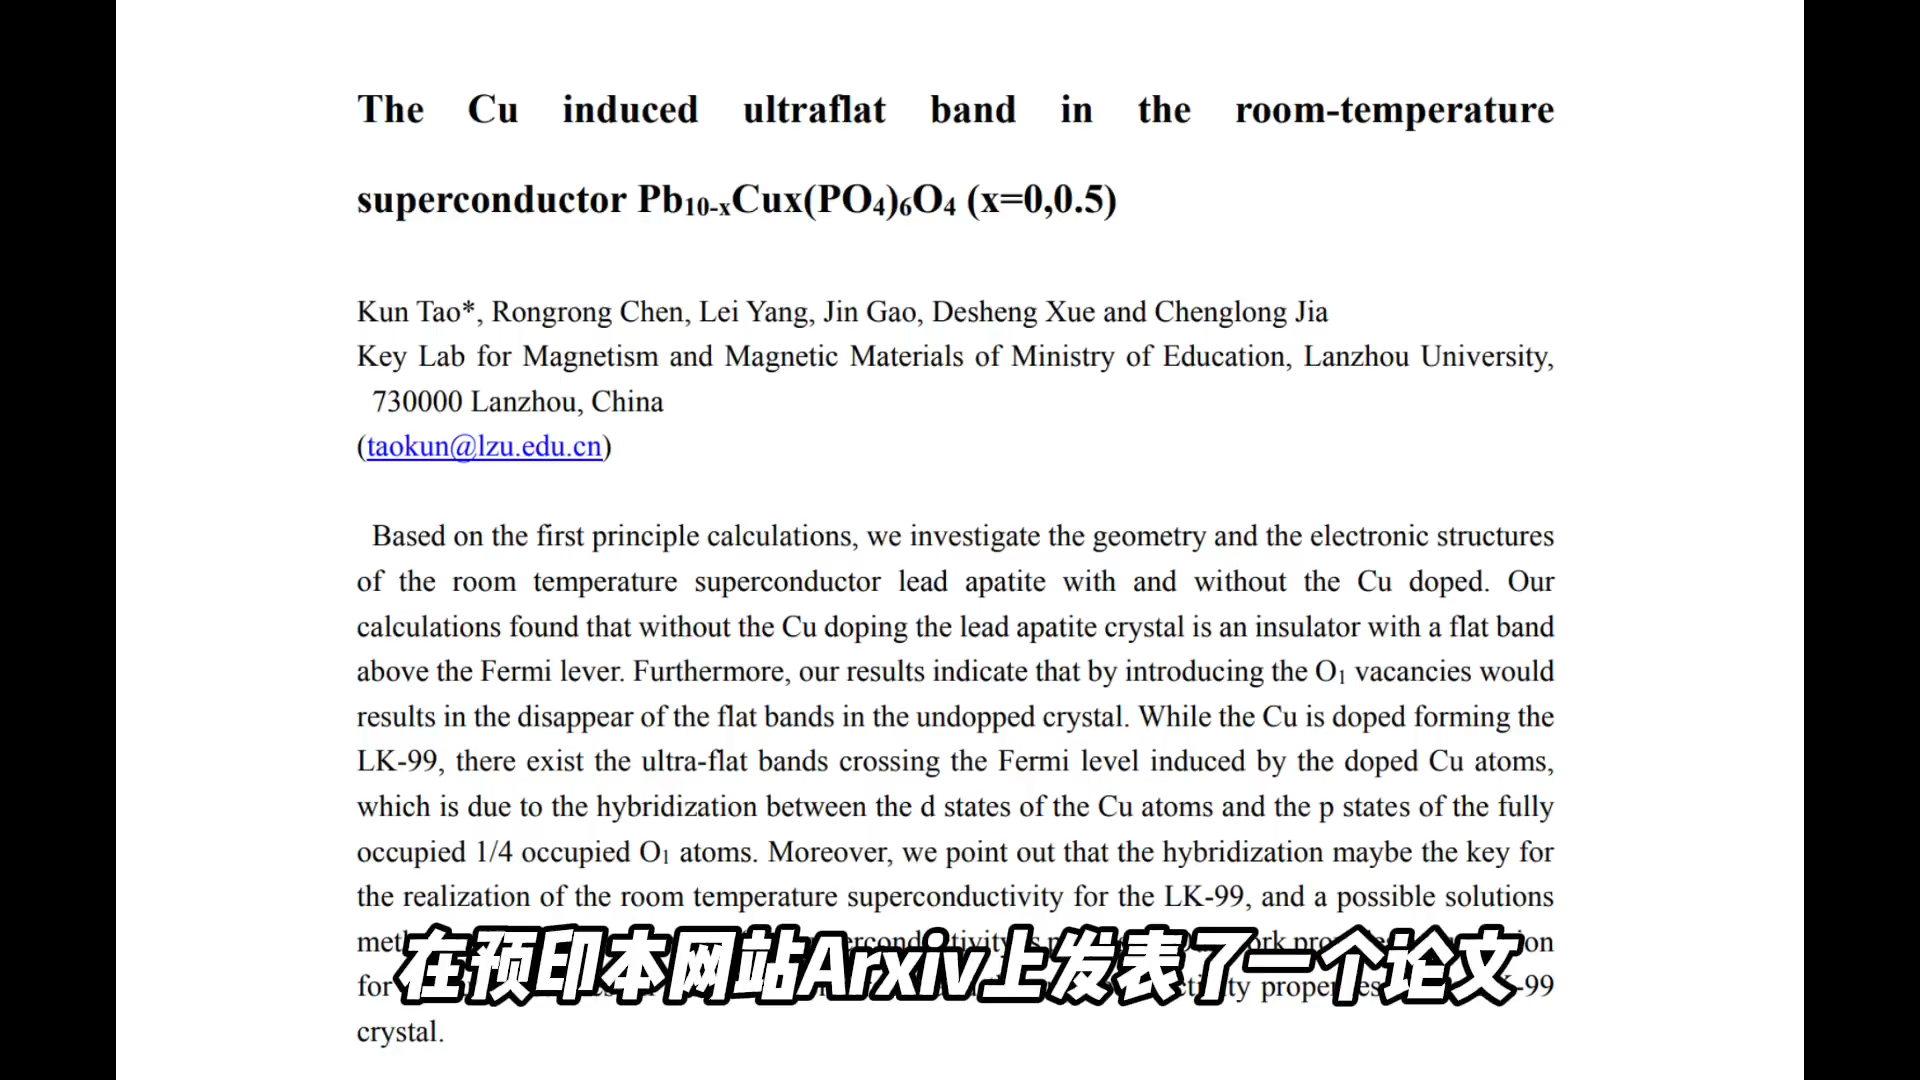 The Cu induced ultraflat band in the room-temperature
superconductor Pb10-xCux(PO4)6O4 (x=0,0.5)
Kun Tao*, Rongrong Chen, Lei Yang, Jin Gao, Desheng Xue and Chenglong Jia
Key Lab for Magnetism and Magnetic Materials of Ministry of Education, Lanzhou University,
730000 Lanzhou, China
(taokun@lzu.edu.cn)
Based on the first principle calculations, we investigate the geometry and the electronic structures
of the room temperature superconductor lead apatite with and without the Cu doped. Our
calculations found that without the Cu doping the lead apatite crystal is an insulator with a flat band
above the Fermi lever. Furthermore, our results indicate that by introducing the O1 vacancies would
results in the disappear of the flat bands in the undopped crystal. While the Cu is doped forming the
LK-99, there exist the ultra-flat bands crossing the Fermi level induced by the doped Cu atoms,
which is due to the hybridization between the d states of the Cu atoms and the p states of the fully
occupied 1/4 occupied O1 atoms. Moreover, we point out that the hybridization maybe the key for
the realization of the room temperature superconductivity for the LK-99, and a possible solutions
在预印本网站Arxiv上发表了一个论文
for
crystal.